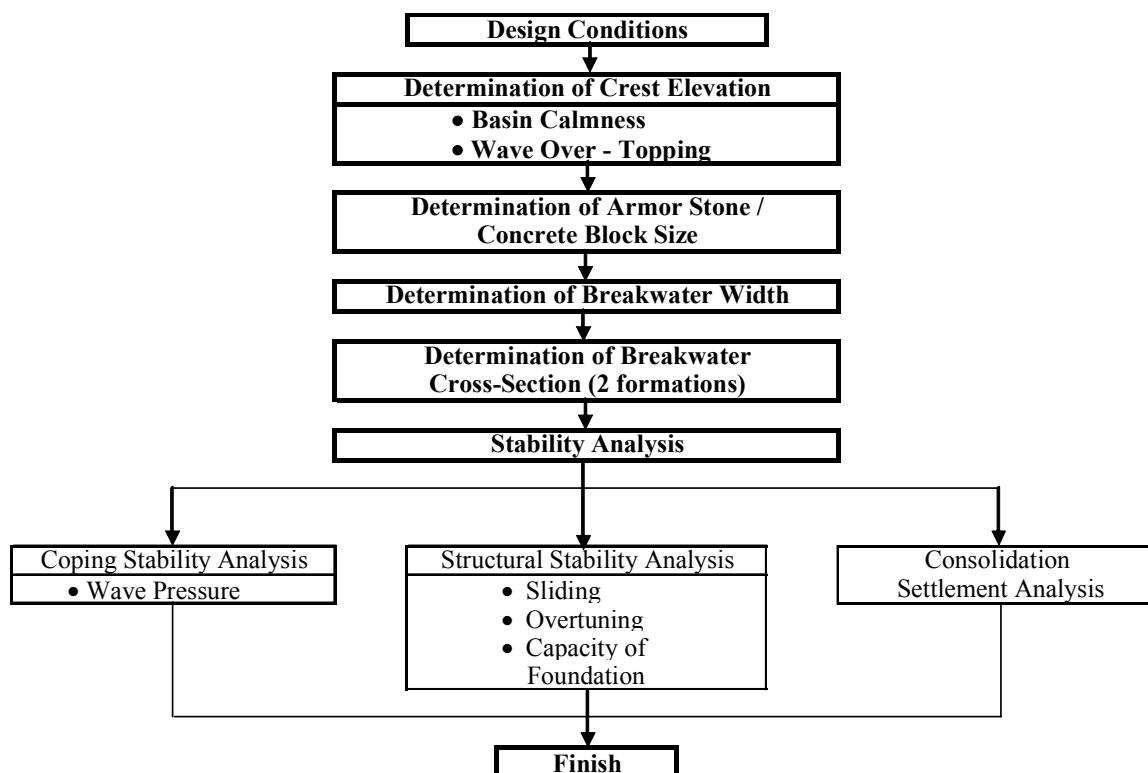 Design Conditions
Determination of Crest Elevation
• Basin Calmness
• Wave Over - Topping
Determination of Armor Stone /
Concrete Block Size
Determination of Breakwater Width
Determination of Breakwater
Cross-Section (2 formations)
Stability Analysis
Coping Stability Analysis
• Wave Pressure
Structural Stability Analysis
• Sliding
• Overtuning
• Capacity of
Foundation
Consolidation
Settlement Analysis
Finish